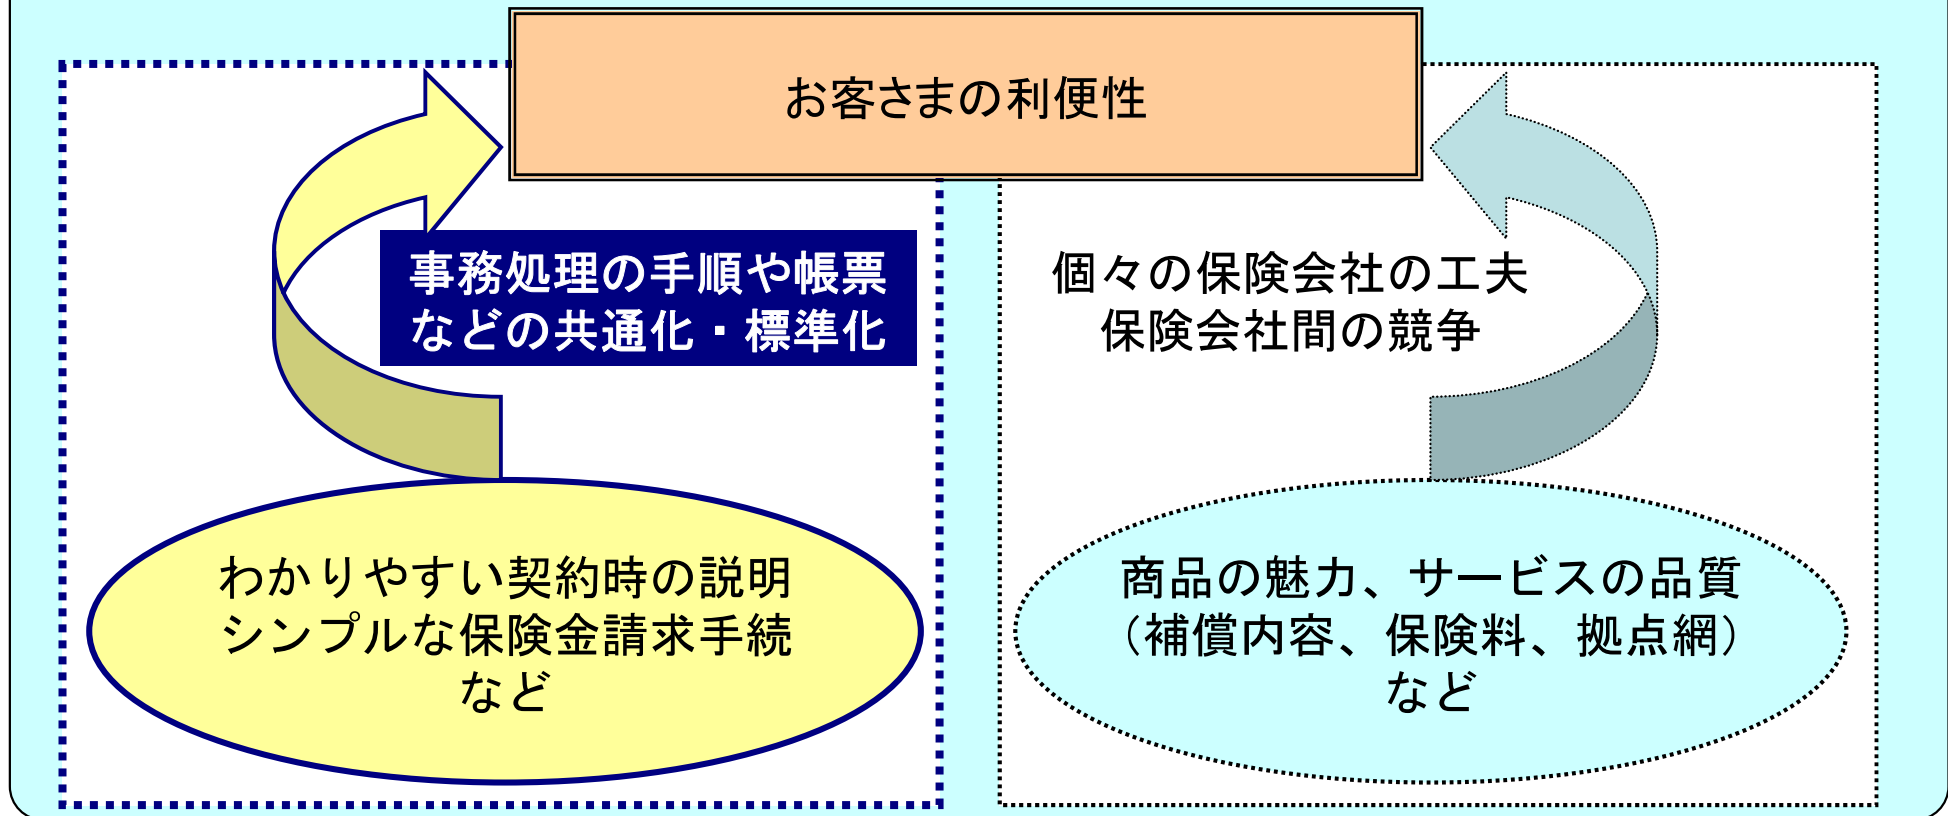 お客さまの利便性
事務処理の手順や帳票
などの共通化・標準化
個々の保険会社の工夫
保険会社間の競争
わかりやすい契約時の説明
シンプルな保険金請求手続
など
商品の魅力、サービスの品質
（補償内容、保険料、拠点網）
など